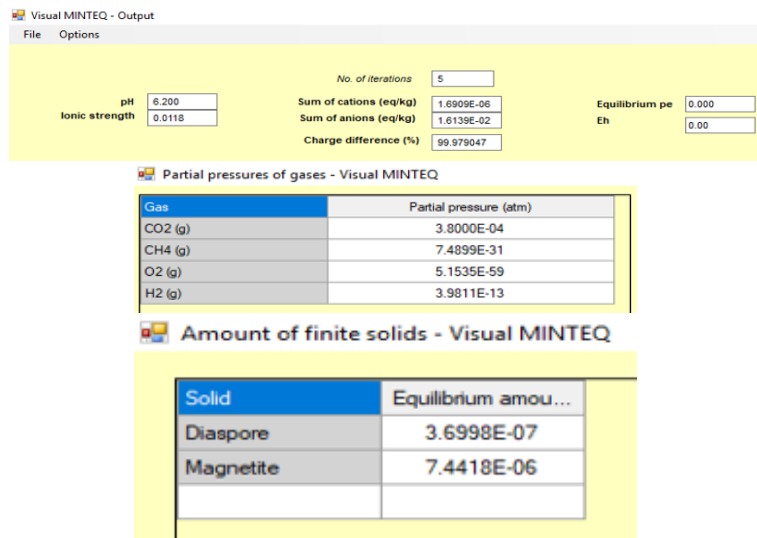 Visual MINTEQ - Output
File Options
No. of iterations 5
pH 6.200 Sum of cations (eq/kg) 1.6909E-06 Equilibrium pe 0.000
Ionic strength 0.0118 Sum of anions (eq/kg) 1.6139E-02 Eh 0.00
Charge difference (%) 99.979047
Partial pressures of gases - Visual MINTEQ
Gas Partial pressure (atm)
CO2 (g) 3.8000E-04
CH4 (g) 7.4899E-31
O2 (g) 5.1535E-59
H2 (g) 3.9811E-13
Amount of finite solids - Visual MINTEQ
Solid Equilibrium amou...
Diaspore 3.6998E-07
Magnetite 7.4418E-06